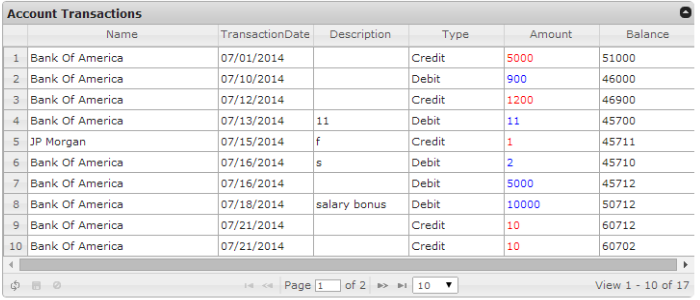 Account Transactions
Name TransactionDate Description Type Amount Balance
1 Bank Of America 07/01/2014 Credit 5000 51000
2 Bank Of America 07/10/2014 Debit 900 46000
3 Bank Of America 07/12/2014 Credit 1200 46900
4 Bank Of America 07/13/2014 11 Debit 11 45700
5 JP Morgan 07/15/2014 f Credit 1 45711
6 Bank Of America 07/16/2014 s Debit 2 45710
7 Bank Of America 07/16/2014 Debit 5000 45712
8 Bank Of America 07/18/2014 salary bonus Debit 10000 50712
9 Bank Of America 07/21/2014 Credit 10 60712
10 Bank Of America 07/21/2014 Credit 10 60702
Page 1 of 2 10 View 1 - 10 of 17